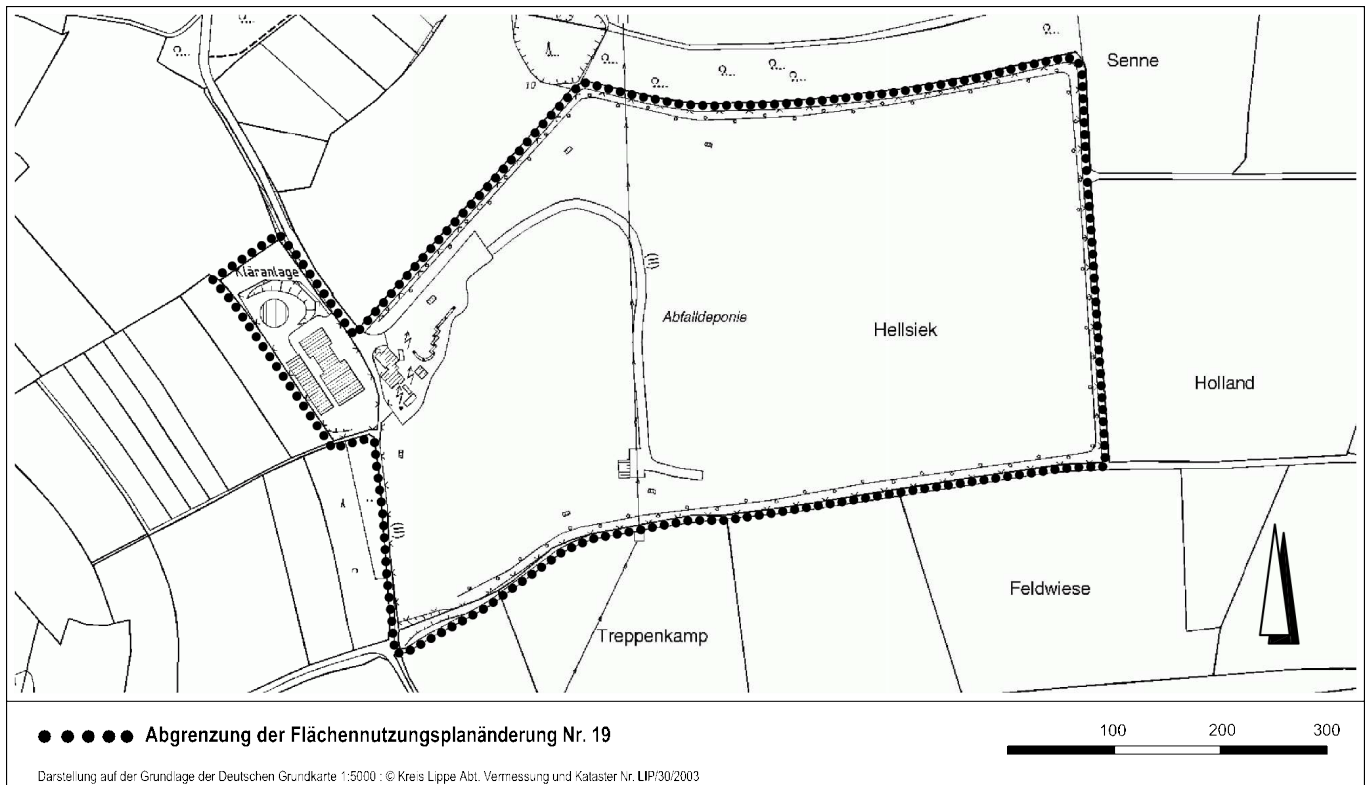 Senne
10
Kläranlage
Abfalldeponie
Hellsiek
Holland
Feldwiese
Treppenkamp
Abgrenzung der Flächennutzungsplanänderung Nr. 19
100 200 300
Darstellung auf der Grundlage der Deutschen Grundkarte 1:5000 : © Kreis Lippe Abt. Vermessung und Kataster Nr. LIP/30/2003